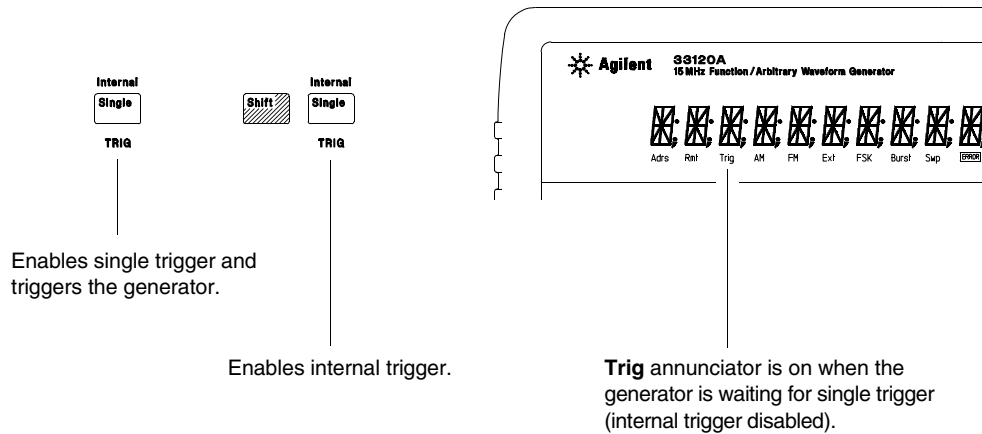 Internal
Single
TRIG
Enables single trigger and
triggers the generator.
Shift
Internal
Single
TRIG
Enables internal trigger.
Agilent
33120A
15 MHz Function / Arbitrary Waveform Generator
Adrs Rmt Trig AM FM Ext FSK Burst Swp ERROR
Trig annunciator is on when the
generator is waiting for single trigger
(internal trigger disabled).